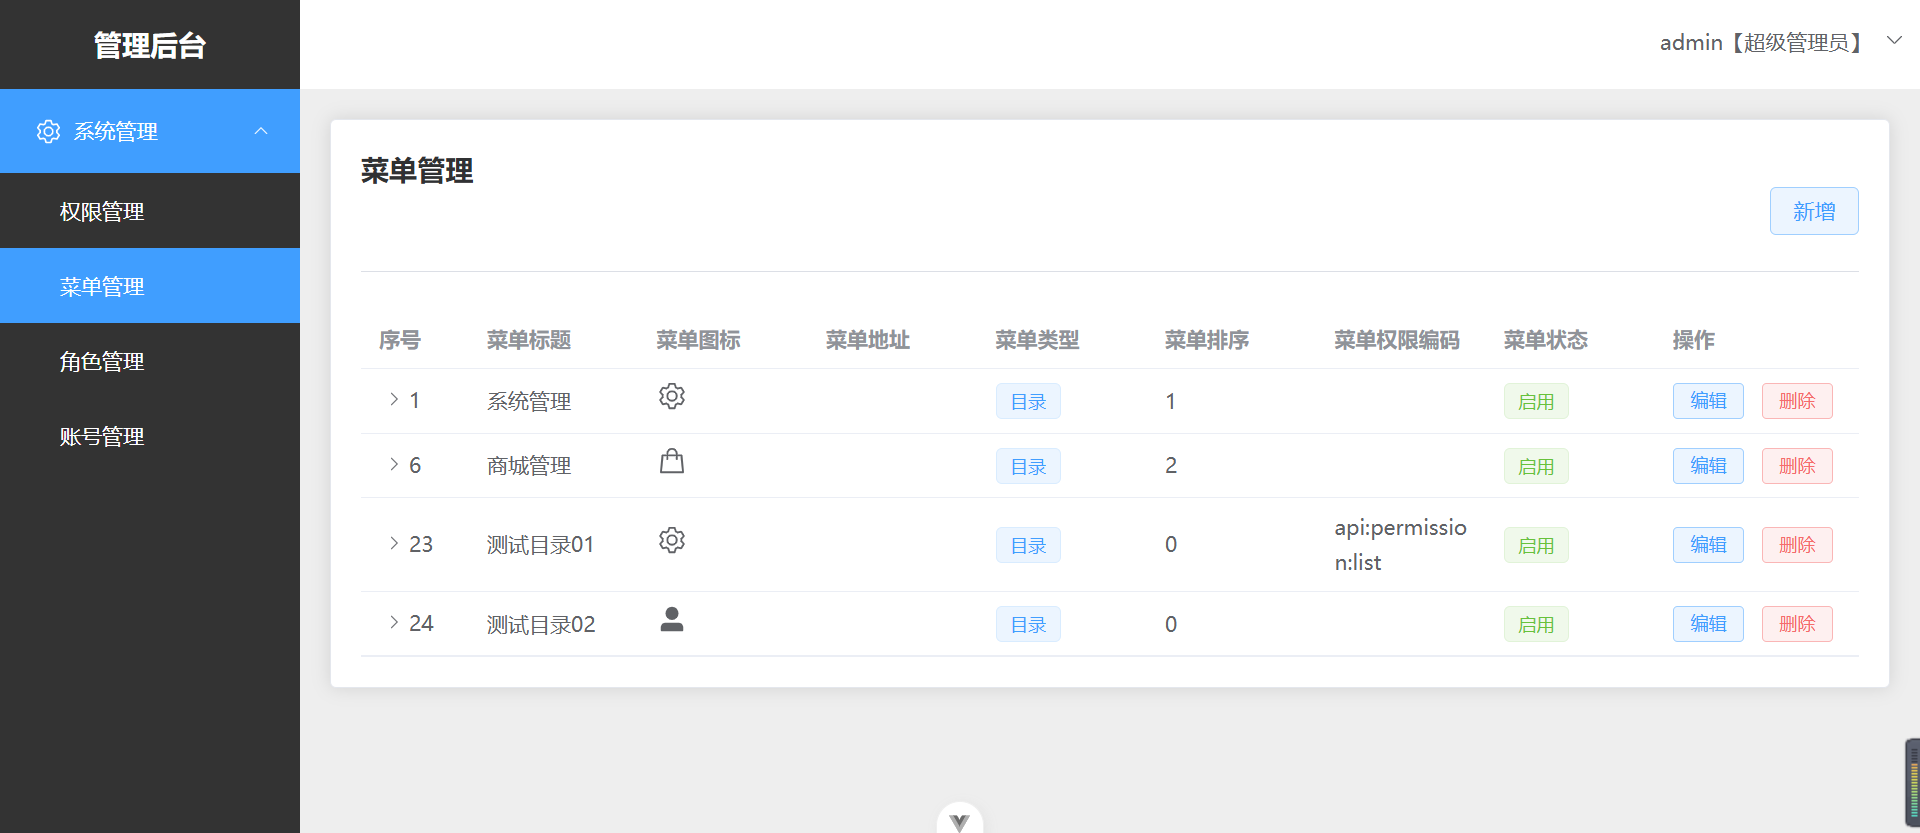 管理后台
admin【超级管理员】
系统管理
权限管理
菜单管理
角色管理
账号管理
菜单管理
新增
序号 菜单标题 菜单图标 菜单地址 菜单类型 菜单排序 菜单权限编码 菜单状态 操作
1 系统管理 目录 1 启用 编辑 删除
6 商城管理 目录 2 启用 编辑 删除
23 测试目录01 目录 0 api:permissio 启用 编辑 删除
n:list
24 测试目录02 目录 0 启用 编辑 删除